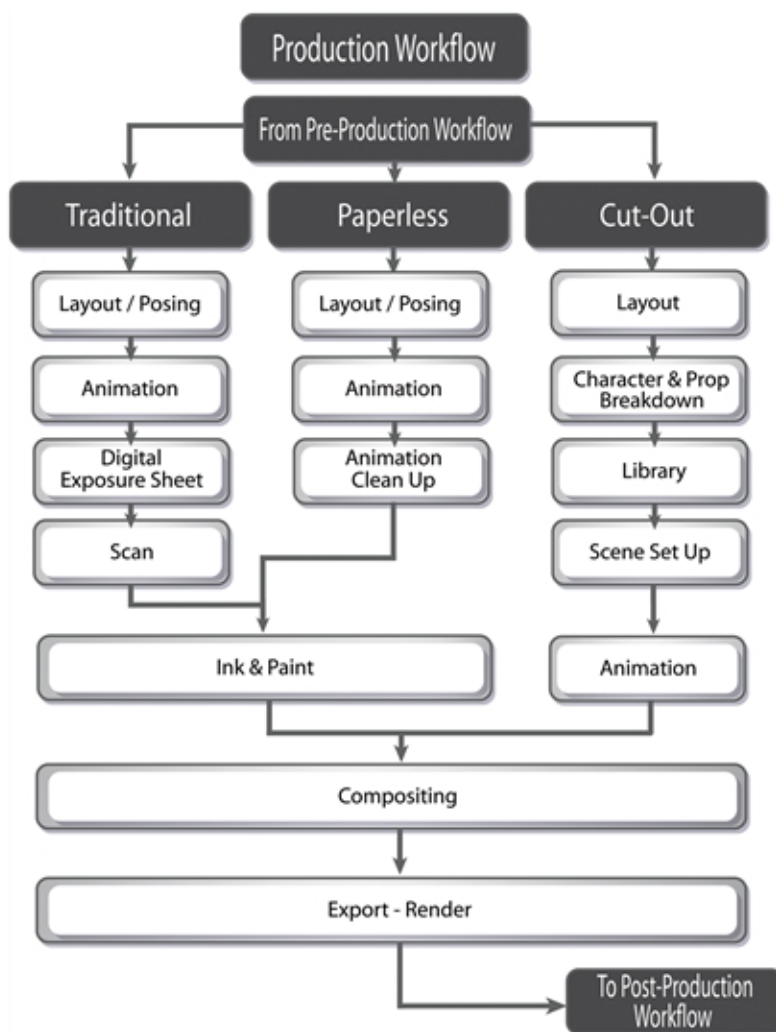 Production Workflow
From Pre-Production Workflow
Traditional
Paperless
Cut-Out
Layout / Posing
Layout / Posing
Layout
Animation
Animation
Character & Prop
Breakdown
Digital
Exposure Sheet
Animation
Clean Up
Library
Scan
Scene Set Up
Ink & Paint
Animation
Compositing
Export - Render
To Post-Production
Workflow